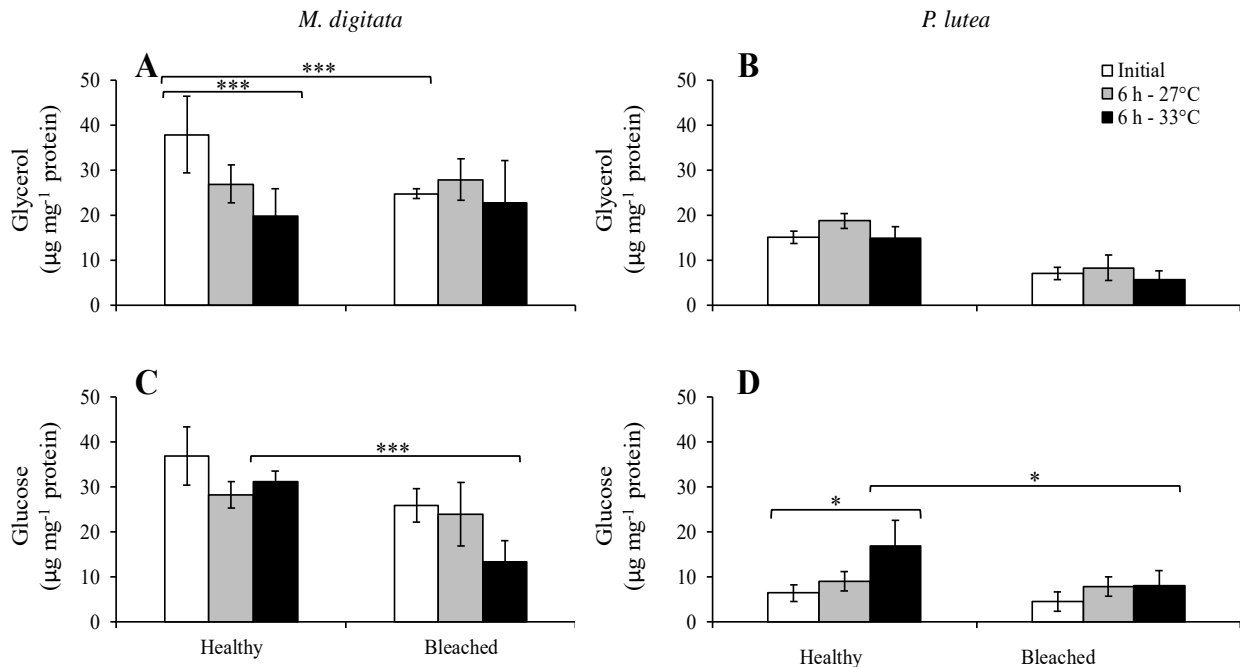 M. digitata
P. lutea
A
***
***
50
40
30
20
10
0
Glycerol
(µg mg⁻¹ protein)
B
Initial
6 h - 27°C
6 h - 33°C
50
40
30
20
10
0
Glycerol
(µg mg⁻¹ protein)
C
***
50
40
30
20
10
0
Glucose
(µg mg⁻¹ protein)
Healthy
Bleached
D
*
*
50
40
30
20
10
0
Glucose
(µg mg⁻¹ protein)
Healthy
Bleached